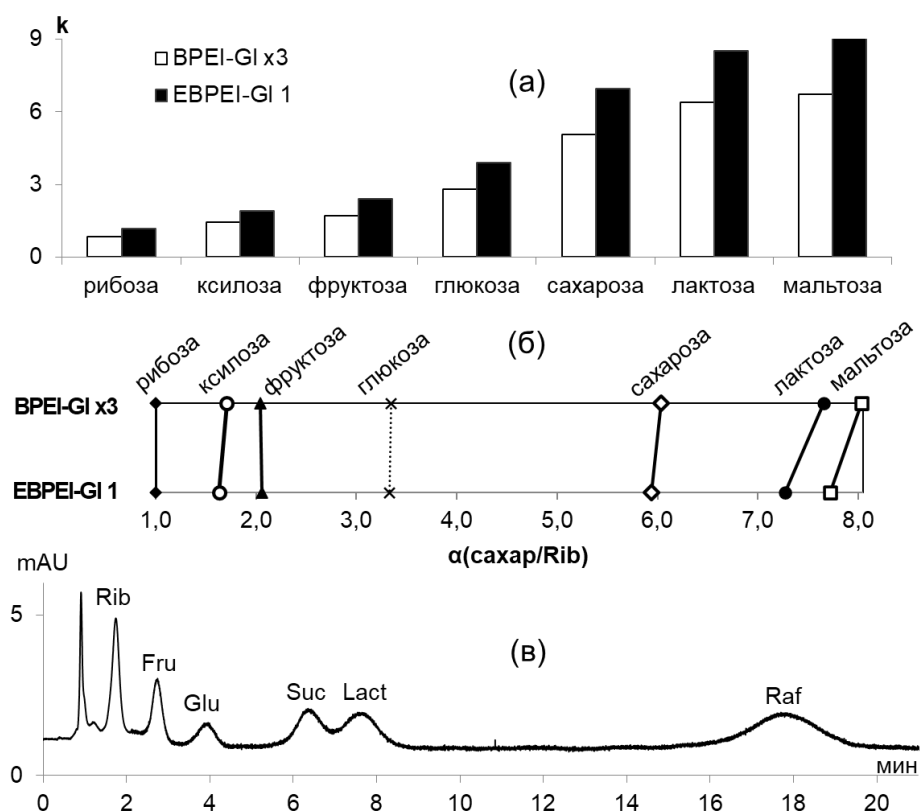 k
9
BPEI-Gl x3
(а)
EBPEI-Gl 1
6
3
0
рибоза ксилоза фруктоза глюкоза сахароза лактоза мальтоза
рибоза ксилоза фруктоза глюкоза (б) сахароза лактоза мальтоза
BPEI-Gl x3
EBPEI-Gl 1
1,0 2,0 3,0 4,0 5,0 6,0 7,0 8,0
α(сахар/Rib)
mAU
Rib
5
(в)
Fru
Glu Suc Lact Raf
мин
0
0 2 4 6 8 10 12 14 16 18 20